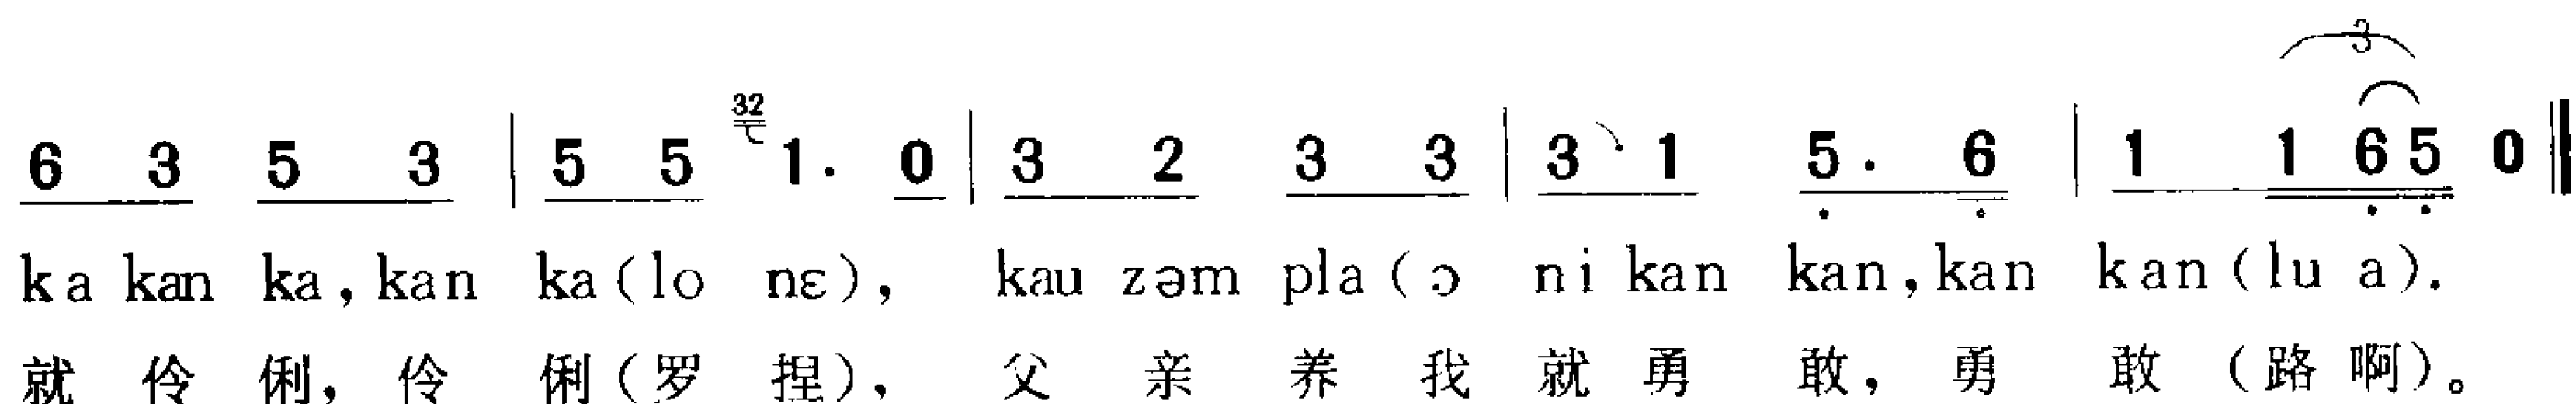 3
32
6 3 5 3 | 5 5 1. 0 | 3 2 3 3 | 3 1 5. 6 | 1 1 6 5 0 ‖
ka kan ka, kan ka (lo nɛ), kau zəm pla (ɔ ni kan kan, kan kan (lu a).
就 伶 俐, 伶 俐 (罗 捏), 父 亲 养 我 就 勇 敢, 勇 敢 (路 啊)。